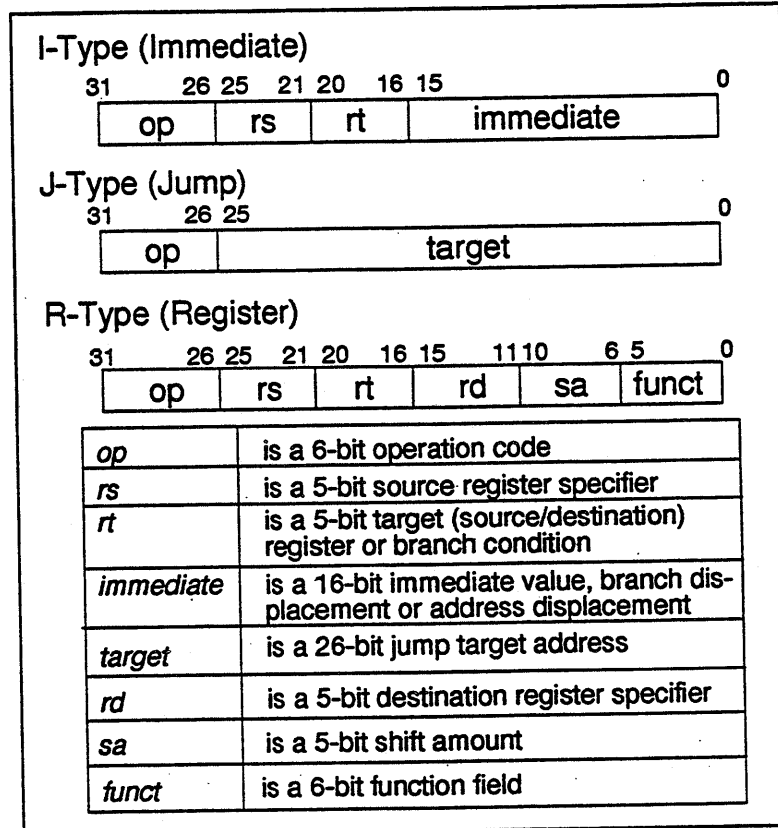 I-Type (Immediate)
31 26 25 21 20 16 15 0
op rs rt immediate
J-Type (Jump)
31 26 25 0
op target
R-Type (Register)
31 26 25 21 20 16 15 11 10 6 5 0
op rs rt rd sa funct
op is a 6-bit operation code
rs is a 5-bit source register specifier
rt is a 5-bit target (source/destination)
register or branch condition
immediate is a 16-bit immediate value, branch dis-
placement or address displacement
target is a 26-bit jump target address
rd is a 5-bit destination register specifier
sa is a 5-bit shift amount
funct is a 6-bit function field